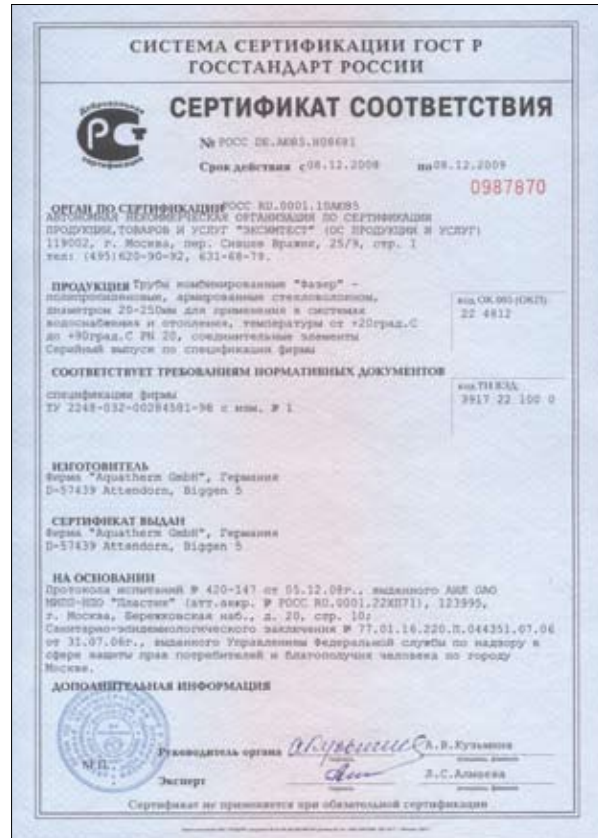 СИСТЕМА СЕРТИФИКАЦИИ ГОСТ Р
ГОССТАНДАРТ РОССИИ
Добровольная
сертификация
СЕРТИФИКАТ СООТВЕТСТВИЯ
№ РОСС DE.АЮ85.Н08681
Срок действия с 08.12.2008 по 08.12.2009
0987870
ОРГАН ПО СЕРТИФИКАЦИИ РОСС RU.0001.10АЮ85
АВТОНОМНАЯ НЕКОММЕРЧЕСКАЯ ОРГАНИЗАЦИЯ ПО СЕРТИФИКАЦИИ
ПРОДУКЦИИ, ТОВАРОВ И УСЛУГ "ЭКСИМТЕСТ" (ОС ПРОДУКЦИИ И УСЛУГ)
119002, г. Москва, пер. Сивцев Вражек, 25/9, стр. 1
тел: (495)620-90-92, 631-68-79.
ПРОДУКЦИЯ Трубы комбинированные "Фазер" -
полипропиленовые, армированные стекловолокном,
диаметром 20-250мм для применения в системах
водоснабжения и отопления, температуры от +20град.С
до +90град.С PN 20, соединительные элементы
Серийный выпуск по спецификации фирмы
код ОК 005 (ОКП):
22 4812
СООТВЕТСТВУЕТ ТРЕБОВАНИЯМ НОРМАТИВНЫХ ДОКУМЕНТОВ
спецификации фирмы
ТУ 2248-032-00284581-98 с изм. № 1
код ТН ВЭД:
3917 22 100 0
ИЗГОТОВИТЕЛЬ
Фирма "Aquatherm GmbH", Германия
D-57439 Attendorn, Biggen 5
СЕРТИФИКАТ ВЫДАН
Фирма "Aquatherm GmbH", Германия
D-57439 Attendorn, Biggen 5
НА ОСНОВАНИИ
Протокола испытаний № 420-147 от 05.12.08г., выданного АИЛ ОАО
МИПП-НПО "Пластик" (атт.аккр. № РОСС RU.0001.22ХП71), 123995,
г. Москва, Бережковская наб., д. 20, стр. 10;
Санитарно-эпидемиологического заключения № 77.01.16.220.П.044351.07.06
от 31.07.06г., выданного Управлением Федеральной службы по надзору в
сфере защиты прав потребителей и благополучия человека по городу
Москве.
ДОПОЛНИТЕЛЬНАЯ ИНФОРМАЦИЯ
М.П.
Руководитель органа А.В.Кузьмина
Эксперт Л.С.Алиева
Сертификат не применяется при обязательной сертификации